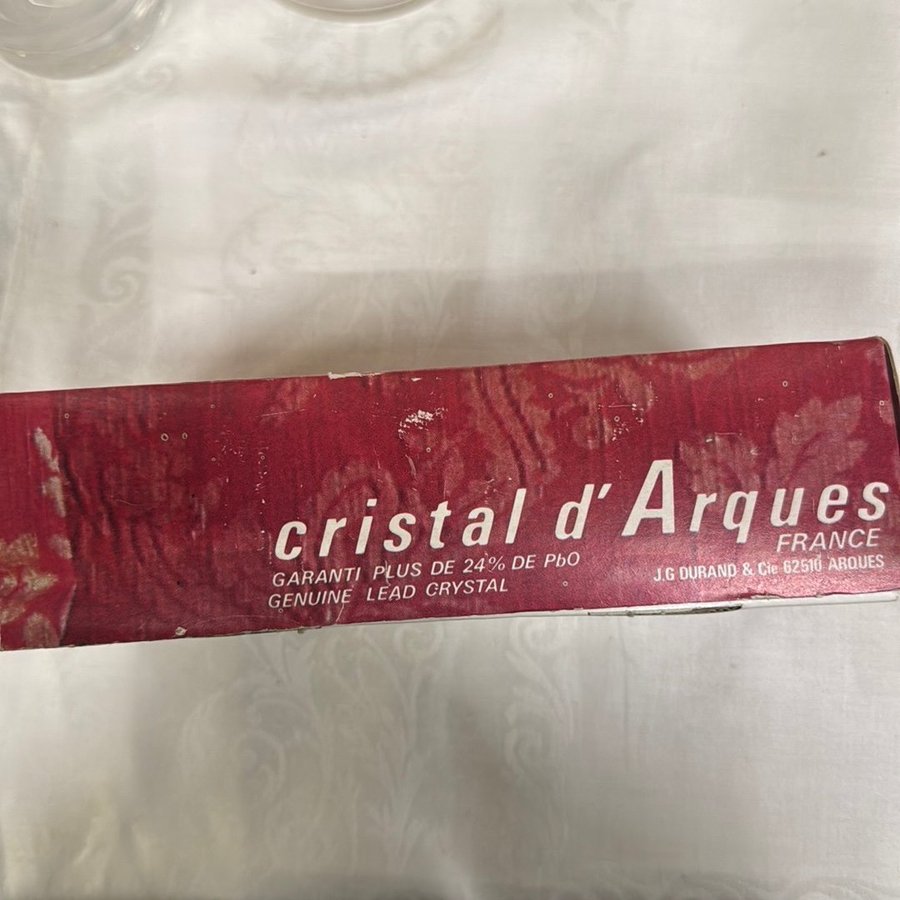 cristal d'Arques
FRANCE
GARANTI PLUS DE 24% DE PbO
J.G DURAND & Cie 62510 ARQUES
GENUINE LEAD CRYSTAL